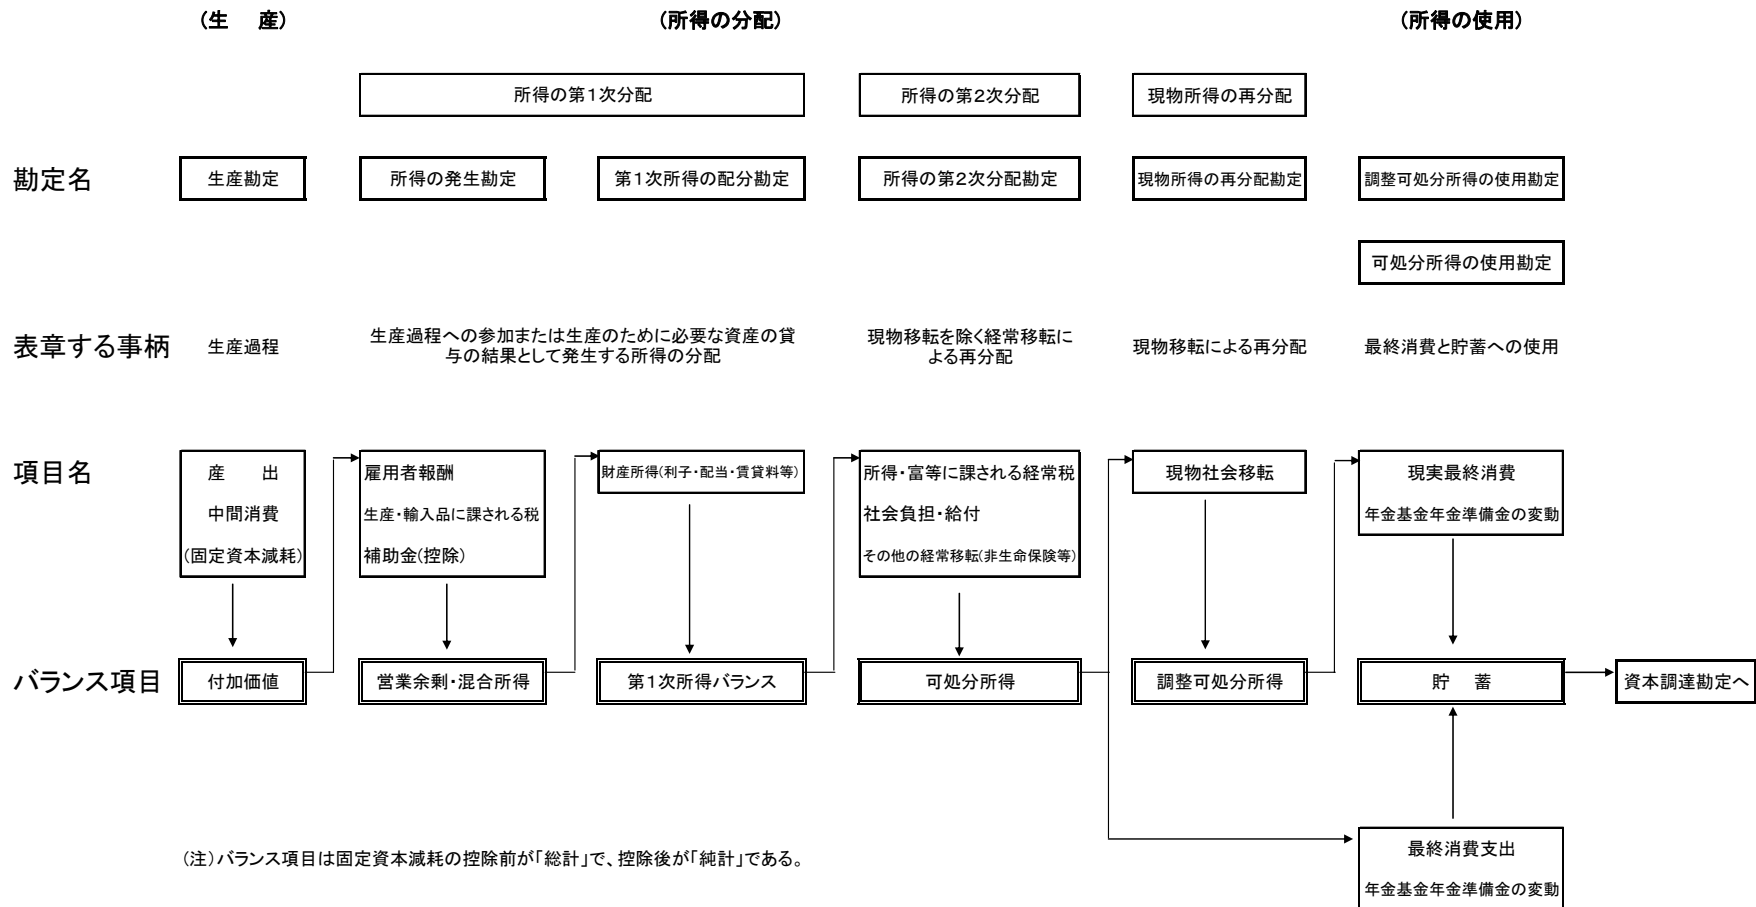 (生　産)
(所得の分配)
(所得の使用)
所得の第1次分配
所得の第2次分配
現物所得の再分配
勘定名
生産勘定
所得の発生勘定
第1次所得の配分勘定
所得の第2次分配勘定
現物所得の再分配勘定
調整可処分所得の使用勘定
可処分所得の使用勘定
表章する事柄
生産過程
生産過程への参加または生産のために必要な資産の貸
与の結果として発生する所得の分配
現物移転を除く経常移転に
よる再分配
現物移転による再分配
最終消費と貯蓄への使用
項目名
産　出
中間消費
(固定資本減耗)
雇用者報酬
生産・輸入品に課される税
補助金(控除)
財産所得(利子・配当・賃貸料等)
所得・富等に課される経常税
社会負担・給付
その他の経常移転(非生命保険等)
現物社会移転
現実最終消費
年金基金年金準備金の変動
バランス項目
付加価値
営業余剰・混合所得
第1次所得バランス
可処分所得
調整可処分所得
貯　蓄
資本調達勘定へ
(注)バランス項目は固定資本減耗の控除前が「総計」で、控除後が「純計」である。
最終消費支出
年金基金年金準備金の変動